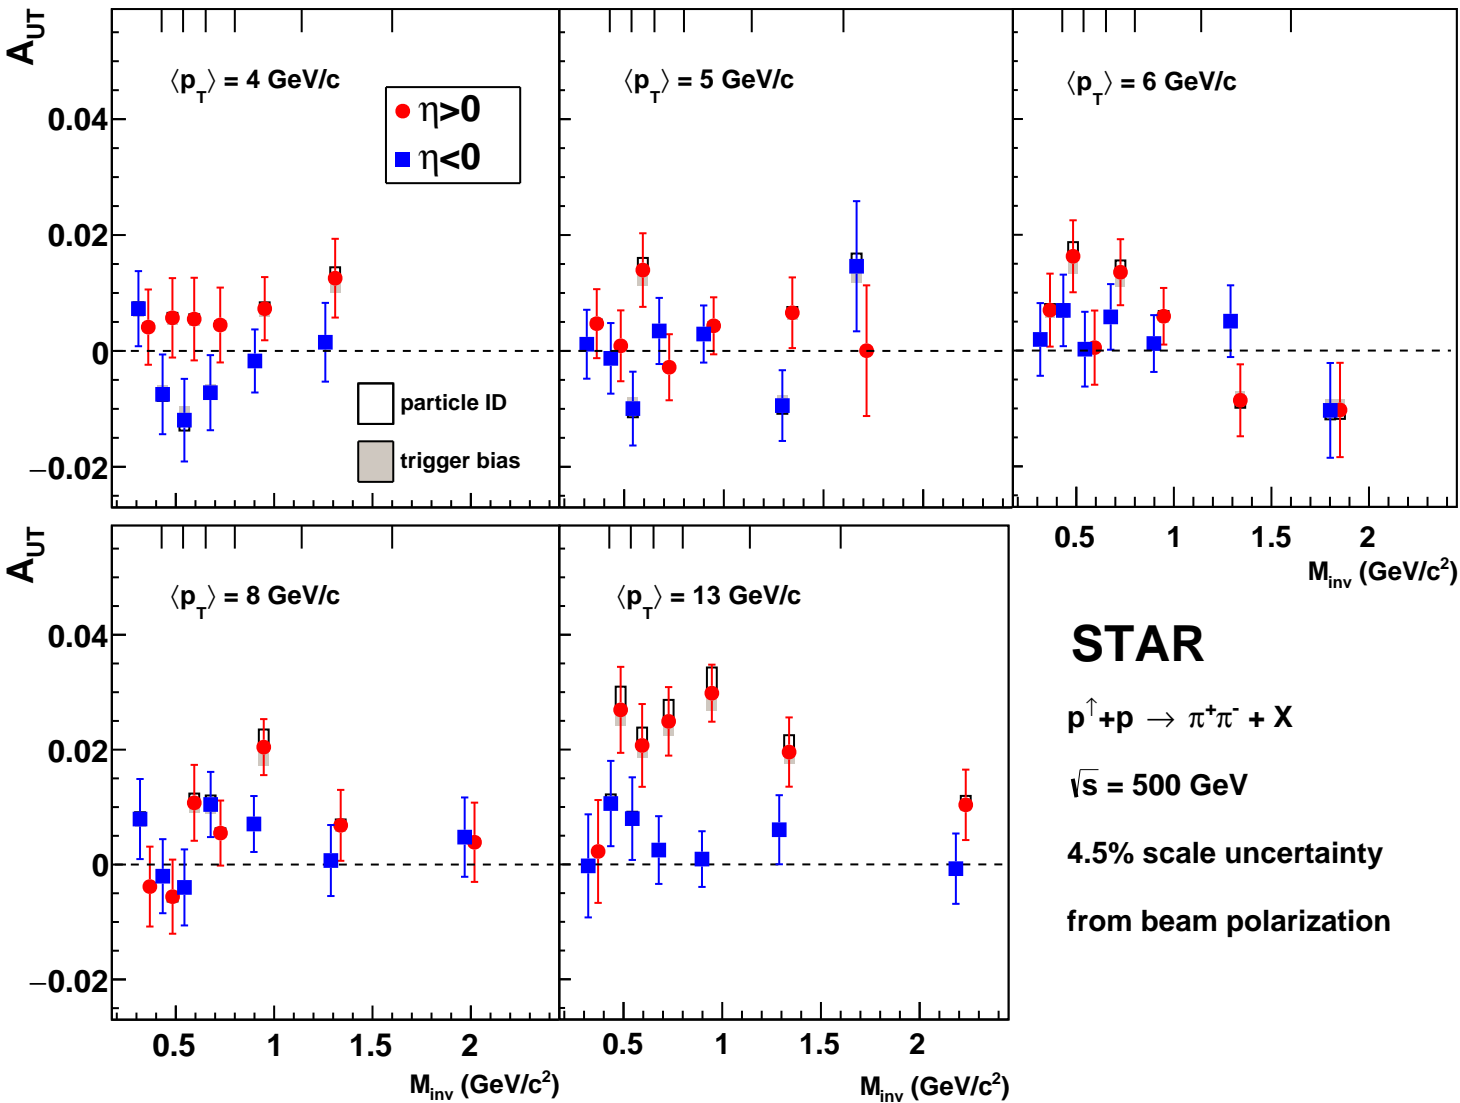 A_UT
⟨p_T⟩ = 4 GeV/c
⟨p_T⟩ = 5 GeV/c
⟨p_T⟩ = 6 GeV/c
η>0
η<0
0.04
0.02
0
−0.02
particle ID
trigger bias
0.5 1 1.5 2
M_inv (GeV/c²)
A_UT
⟨p_T⟩ = 8 GeV/c
⟨p_T⟩ = 13 GeV/c
0.04
0.02
0
−0.02
0.5 1 1.5 2
0.5 1 1.5 2
M_inv (GeV/c²)
M_inv (GeV/c²)
STAR
p↑+p → π⁺π⁻ + X
√s = 500 GeV
4.5% scale uncertainty
from beam polarization